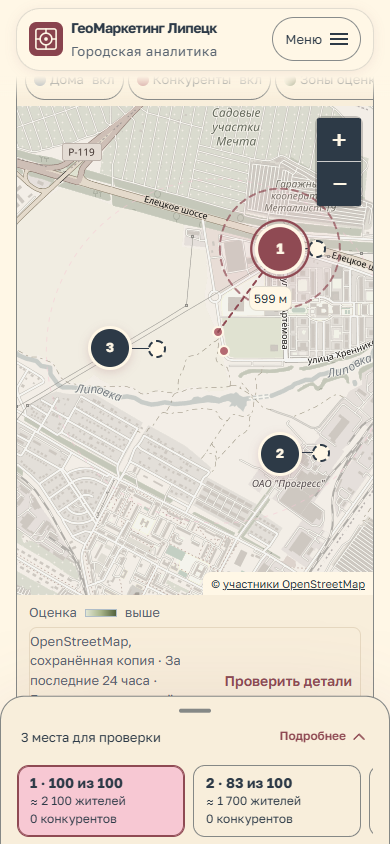 ГеоМаркетинг Липецк
Городская аналитика
Меню
Дома вкл
Конкуренты вкл
Зоны оценк
Садовые
участки
Мечта
Р-119
+
−
Елецкое шоссе
1
Елецкое ш
599 м
3
улица Хренник
Липовка
Липовка
2
ОАО "Прогресс"
© участники OpenStreetMap
Оценка
выше
OpenStreetMap,
сохранённая копия · За
последние 24 часа ·
Проверить детали
3 места для проверки
Подробнее
1 · 100 из 100
≈ 2 100 жителей
0 конкурентов
2 · 83 из 100
≈ 1 700 жителей
0 конкурентов